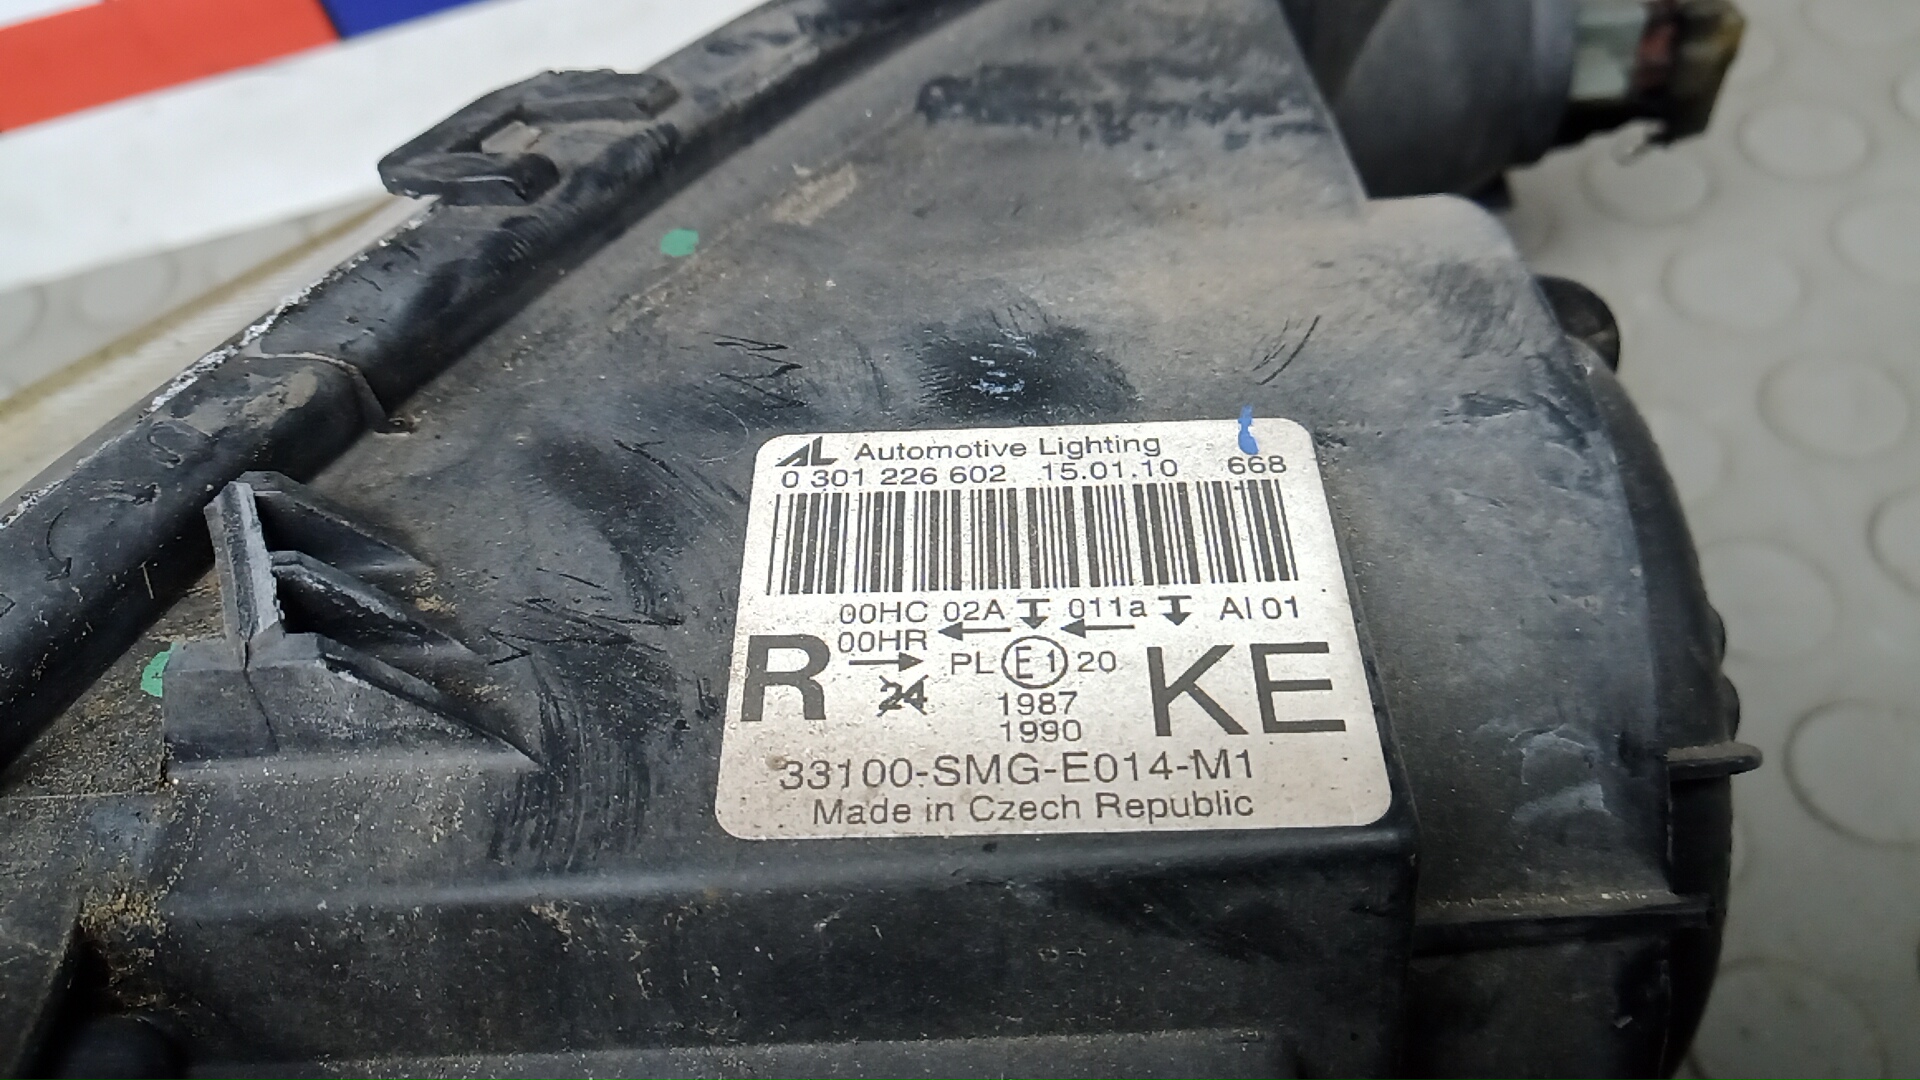 AL Automotive Lighting
0 301 226 602 15.01.10 668
00HC 02A 011a AI 01
00HR
R PL E1 20 KE
24
1987
1990
33100-SMG-E014-M1
Made in Czech Republic